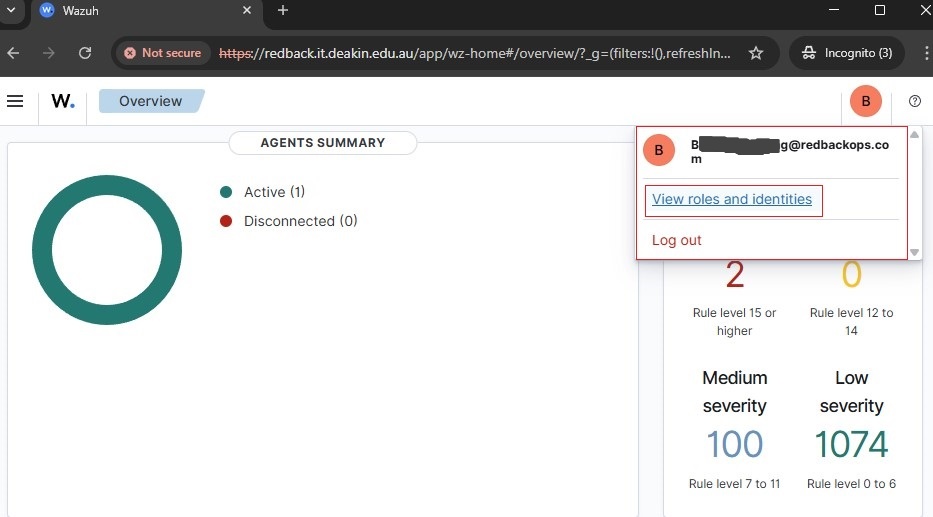 Wazuh
Not secure
https://redback.it.deakin.edu.au/app/wz-home#/overview/?_g=(filters:!(),refreshIn...
Incognito (3)
W.
Overview
B
AGENTS SUMMARY
Active (1)
Disconnected (0)
B
g@redbackops.co
m
View roles and identities
Log out
2
0
Rule level 15 or
higher
Rule level 12 to
14
Medium
severity
Low
severity
100
1074
Rule level 7 to 11
Rule level 0 to 6